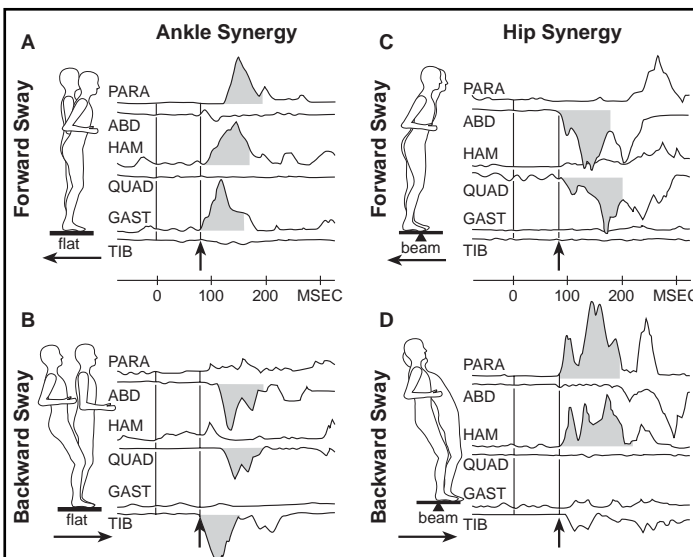 Ankle Synergy
Hip Synergy
Forward Sway
A
PARA
ABD
HAM
QUAD
GAST
TIB
flat
0 100 200 MSEC
Forward Sway
C
PARA
ABD
HAM
QUAD
GAST
TIB
beam
0 100 200 MSEC
Backward Sway
B
PARA
ABD
HAM
QUAD
GAST
TIB
flat
Backward Sway
D
PARA
ABD
HAM
QUAD
GAST
TIB
beam